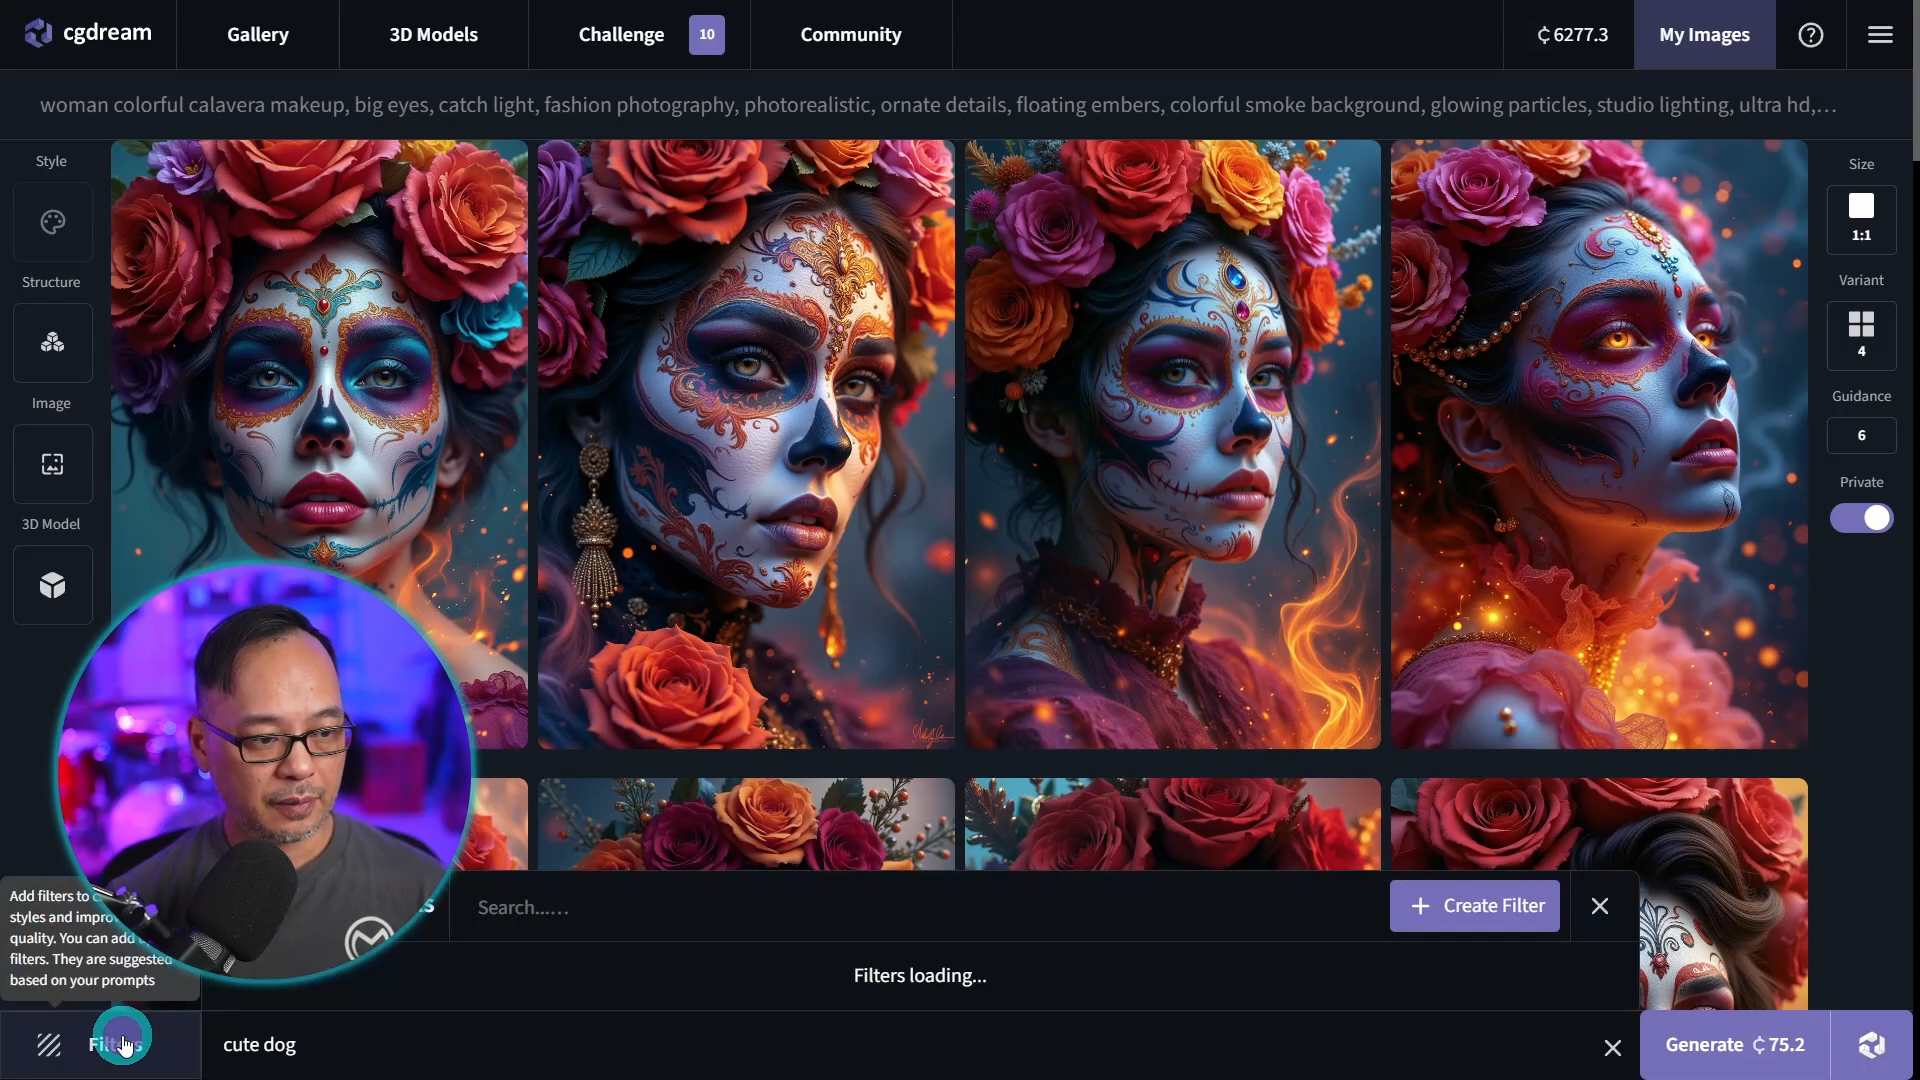 cgdream
Gallery
3D Models
Challenge
10
Community
₵ 6277.3
My Images
woman colorful calavera makeup, big eyes, catch light, fashion photography, photorealistic, ornate details, floating embers, colorful smoke background, glowing particles, studio lighting, ultra hd,...
Style
Structure
Image
3D Model
Size
1:1
Variant
4
Guidance
6
Private
Add filters to
styles and
quality. You can add
filters. They are suggested
based on your prompts
Search......
+ Create Filter
Filters loading...
Filters
cute dog
Generate ₵ 75.2